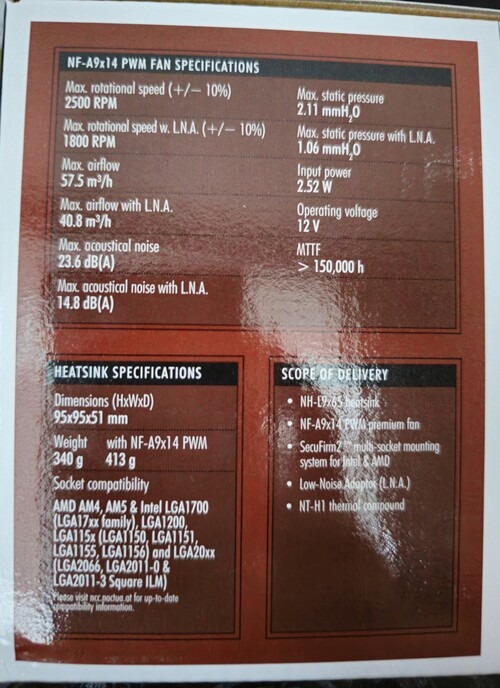 NF-A9x14 PWM FAN SPECIFICATIONS
Max. rotational speed (+/– 10%)
2500 RPM
Max. rotational speed w. L.N.A. (+/– 10%)
1800 RPM
Max. airflow
57.5 m³/h
Max. airflow with L.N.A.
40.8 m³/h
Max. acoustical noise
23.6 dB(A)
Max. acoustical noise with L.N.A.
14.8 dB(A)
Max. static pressure
2.11 mmH₂O
Max. static pressure with L.N.A.
1.06 mmH₂O
Input power
2.52 W
Operating voltage
12 V
MTTF
> 150,000 h
HEATSINK SPECIFICATIONS
Dimensions (HxWxD)
95x95x51 mm
Weight with NF-A9x14 PWM
340 g 413 g
Socket compatibility
AMD AM4, AM5 & Intel LGA1700
(LGA17xx family), LGA1200,
LGA115x (LGA1150, LGA1151,
LGA1155, LGA1156) and LGA20xx
(LGA2066, LGA2011-0 &
LGA2011-3 Square ILM)
Please visit ncc.noctua.at for up-to-date
compatibility information.
SCOPE OF DELIVERY
• NH-L9x65 heatsink
• NF-A9x14 PWM premium fan
• SecuFirm2™ multi-socket mounting
system for Intel & AMD
• Low-Noise Adaptor (L.N.A.)
• NT-H1 thermal compound